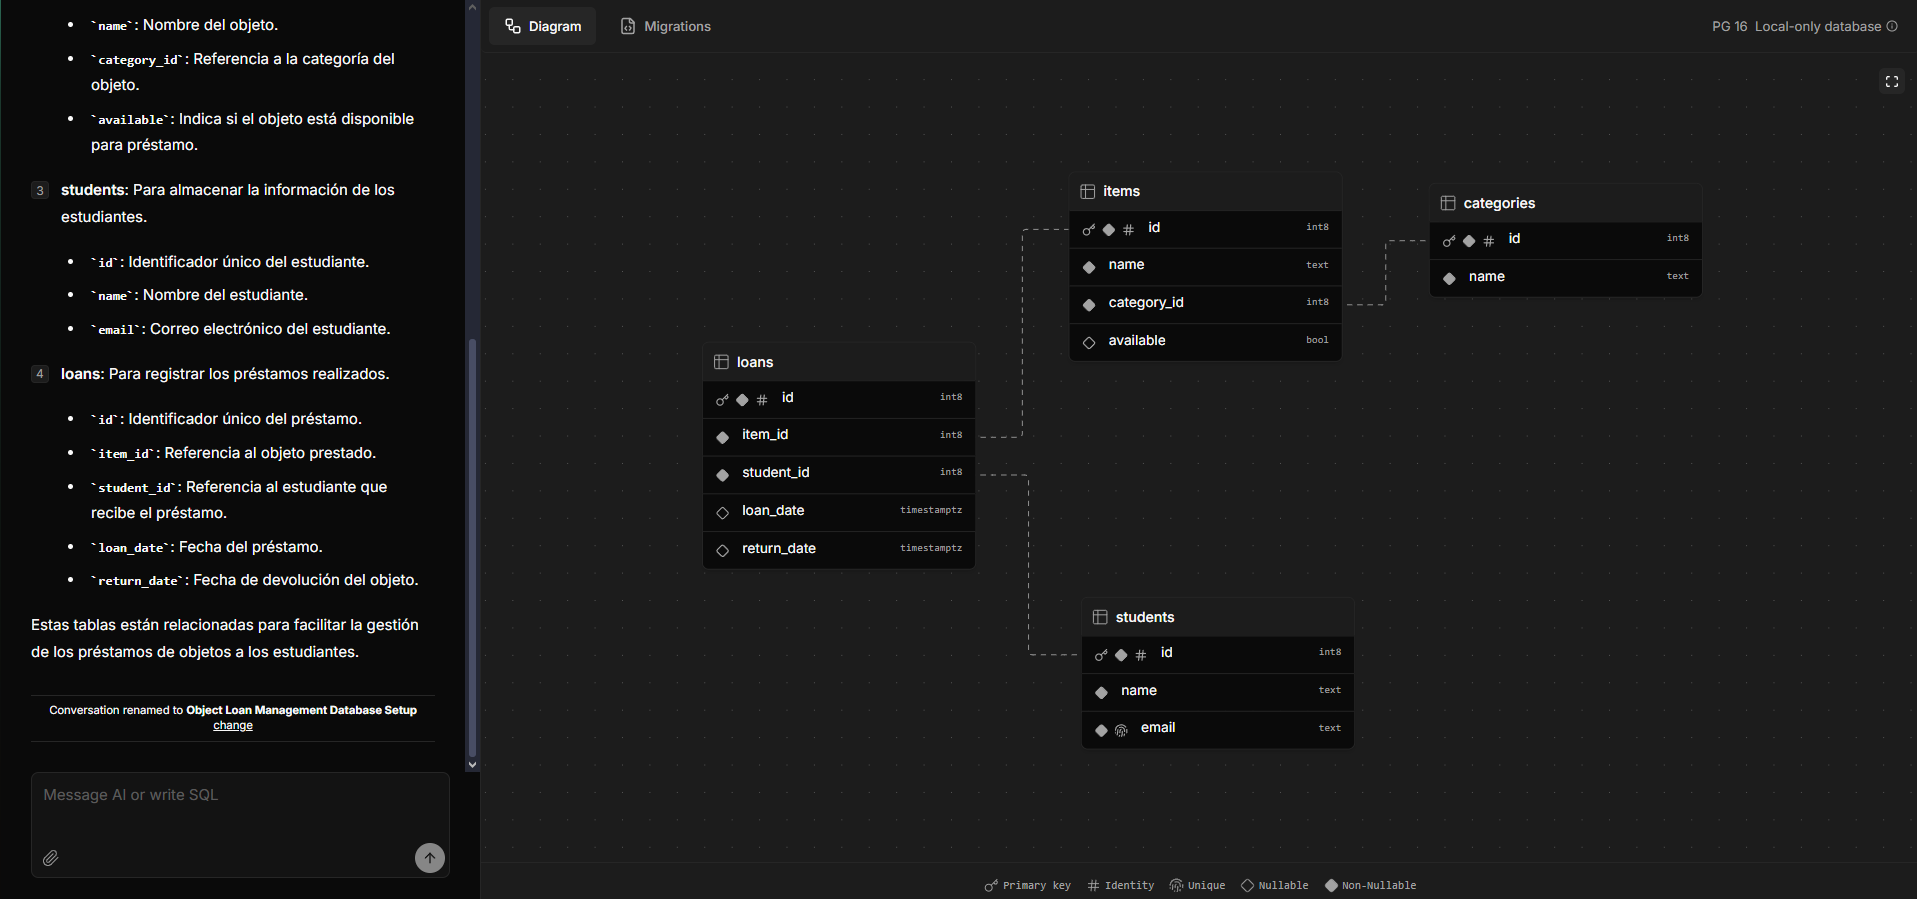 `name`: Nombre del objeto.
`category_id`: Referencia a la categoría del
objeto.
`available`: Indica si el objeto está disponible
para préstamo.
3 students: Para almacenar la información de los
estudiantes.
`id`: Identificador único del estudiante.
`name`: Nombre del estudiante.
`email`: Correo electrónico del estudiante.
4 loans: Para registrar los préstamos realizados.
`id`: Identificador único del préstamo.
`item_id`: Referencia al objeto prestado.
`student_id`: Referencia al estudiante que
recibe el préstamo.
`loan_date`: Fecha del préstamo.
`return_date`: Fecha de devolución del objeto.
Estas tablas están relacionadas para facilitar la gestión
de los préstamos de objetos a los estudiantes.
Conversation renamed to Object Loan Management Database Setup
change
Message AI or write SQL
Diagram Migrations
PG 16 Local-only database
loans
id int8
item_id int8
student_id int8
loan_date timestamptz
return_date timestamptz
items
id int8
name text
category_id int8
available bool
categories
id int8
name text
students
id int8
name text
email text
Primary key Identity Unique Nullable Non-Nullable